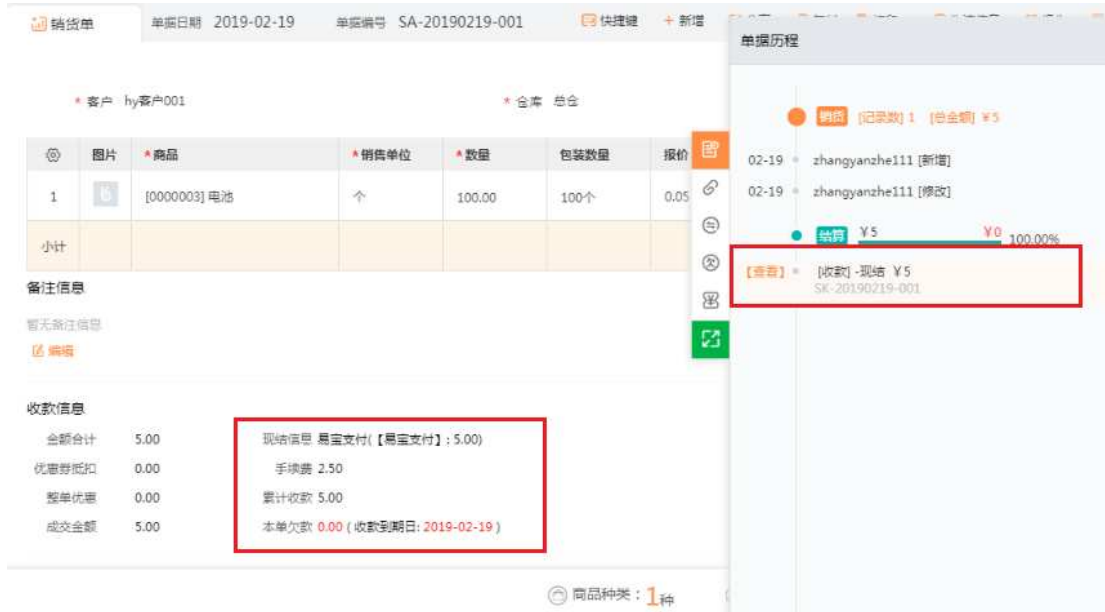 销货单 单据日期 2019-02-19 单据编号 SA-20190219-001 快捷键 + 新增
单据历程
* 客户 hy客户001 * 仓库 总仓
销货 [记录数] 1 [总金额] ¥5
图片 *商品 *销售单位 *数量 包装数量 报价
02-19 zhangyanzhe111 [新增]
1 [0000003] 电池 个 100.00 100个 0.05
02-19 zhangyanzhe111 [修改]
小计
结算 ¥5 ¥0 100.00%
【查看】 [收款] -现结 ¥5
SK-20190219-001
备注信息
暂无备注信息
编辑
收款信息
金额合计 5.00 现结信息 易宝支付(【易宝支付】: 5.00)
优惠券抵扣 0.00 手续费 2.50
整单优惠 0.00 累计收款 5.00
成交金额 5.00 本单欠款 0.00 ( 收款到期日: 2019-02-19 )
商品种类：1种